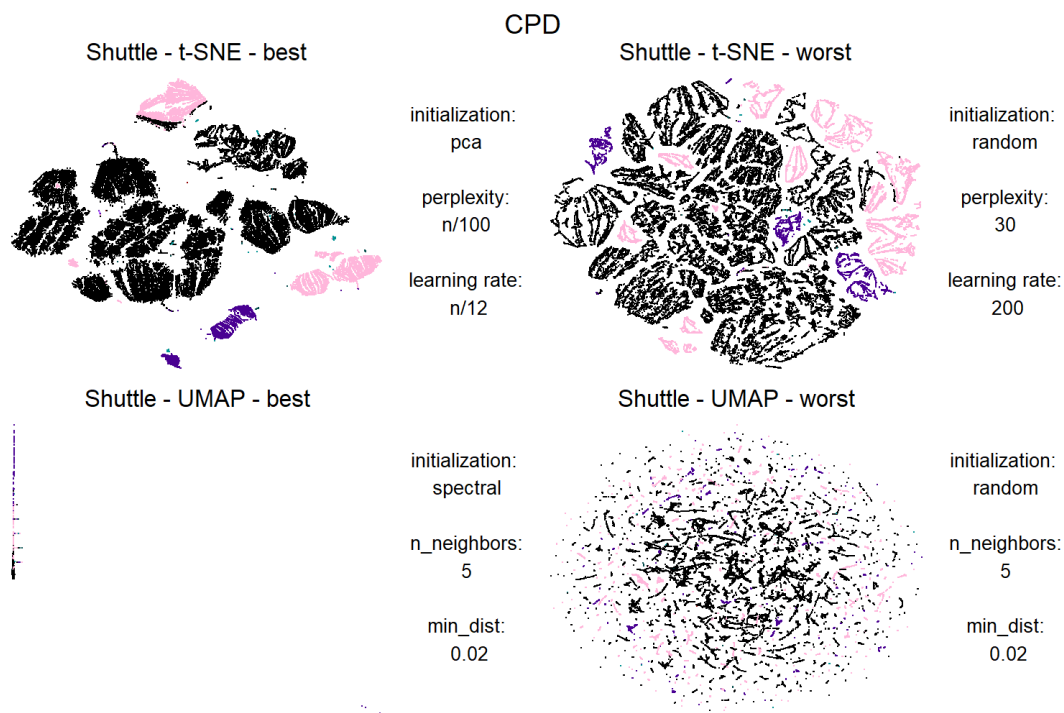 CPD
Shuttle - t-SNE - best
initialization:
pca
perplexity:
n/100
learning rate:
n/12
Shuttle - t-SNE - worst
initialization:
random
perplexity:
30
learning rate:
200
Shuttle - UMAP - best
initialization:
spectral
n_neighbors:
5
min_dist:
0.02
Shuttle - UMAP - worst
initialization:
random
n_neighbors:
5
min_dist:
0.02